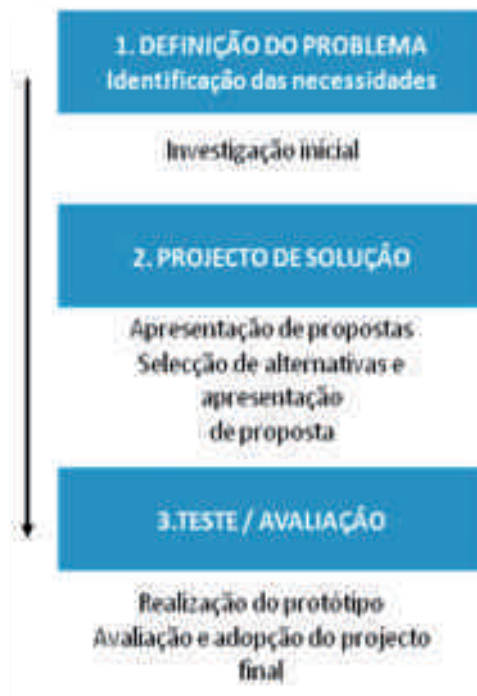 1. DEFINIÇÃO DO PROBLEMA
Identificação das necessidades
Investigação inicial
2. PROJECTO DE SOLUÇÃO
Apresentação de propostas
Selecção de alternativas e
apresentação
de proposta
3.TESTE / AVALIAÇÃO
Realização do protótipo
Avaliação e adopção do projecto
final